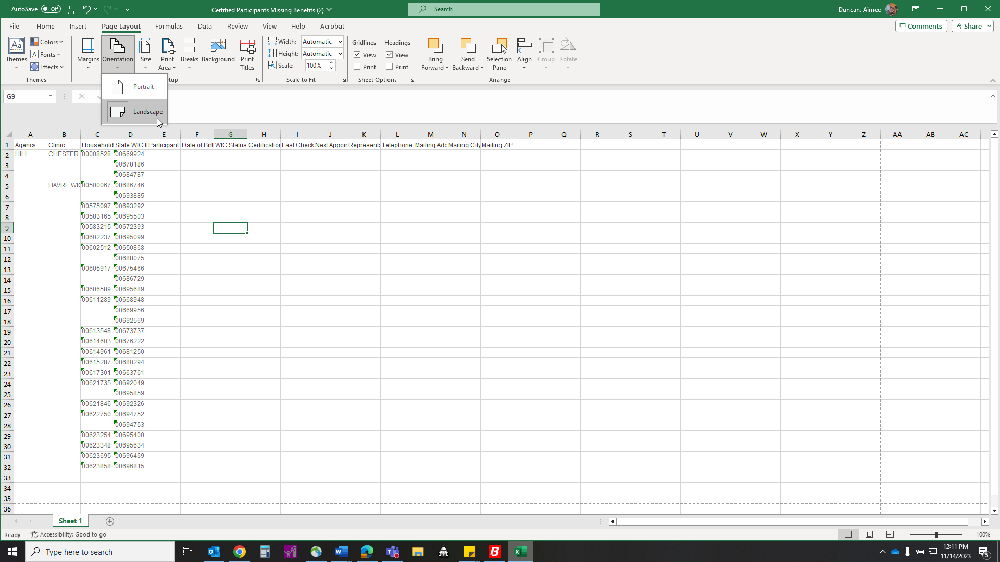 AutoSave Off
Certified Participants Missing Benefits (2)
Search
Duncan, Aimee
File Home Insert Page Layout Formulas Data Review View Help Acrobat
Comments Share
Themes
Colors
Fonts
Effects
Themes
Margins
Orientation
Size
Print Area
Breaks
Background
Print Titles
Portrait
Landscape
Width: Automatic
Height: Automatic
Scale: 100%
Scale to Fit
Gridlines Headings
View View
Print Print
Sheet Options
Bring Forward
Send Backward
Selection Pane
Align
Group
Rotate
Arrange
G9
A B C D E F G H I J K L M N O P Q R S T U V W X Y Z AA AB AC
1 Agency Clinic Household State WIC I Participant Date of Birt WIC Status Certification Last Check Next Appoin Representa Telephone Mailing Add Mailing City Mailing ZIP
2 HILL CHESTER 00008528 00669924
3 00678186
4 00684787
5 HAVRE WIC 00500067 00686746
6 00693885
7 00575097 00693292
8 00583165 00695503
9 00583215 00672393
10 00602237 00695099
11 00602512 00650868
12 00688075
13 00605917 00675466
14 00686729
15 00606589 00695689
16 00611289 00668948
17 00669956
18 00692569
19 00613548 00673737
20 00614603 00676222
21 00614961 00681250
22 00615287 00680294
23 00617301 00663761
24 00621735 00692049
25 00695859
26 00621846 00692326
27 00622750 00694752
28 00694753
29 00623254 00695400
30 00623348 00695634
31 00623695 00696469
32 00623858 00696815
33
34
35
36
Sheet 1
Ready Accessibility: Good to go 100%
Type here to search
12:11 PM
11/14/2023
5